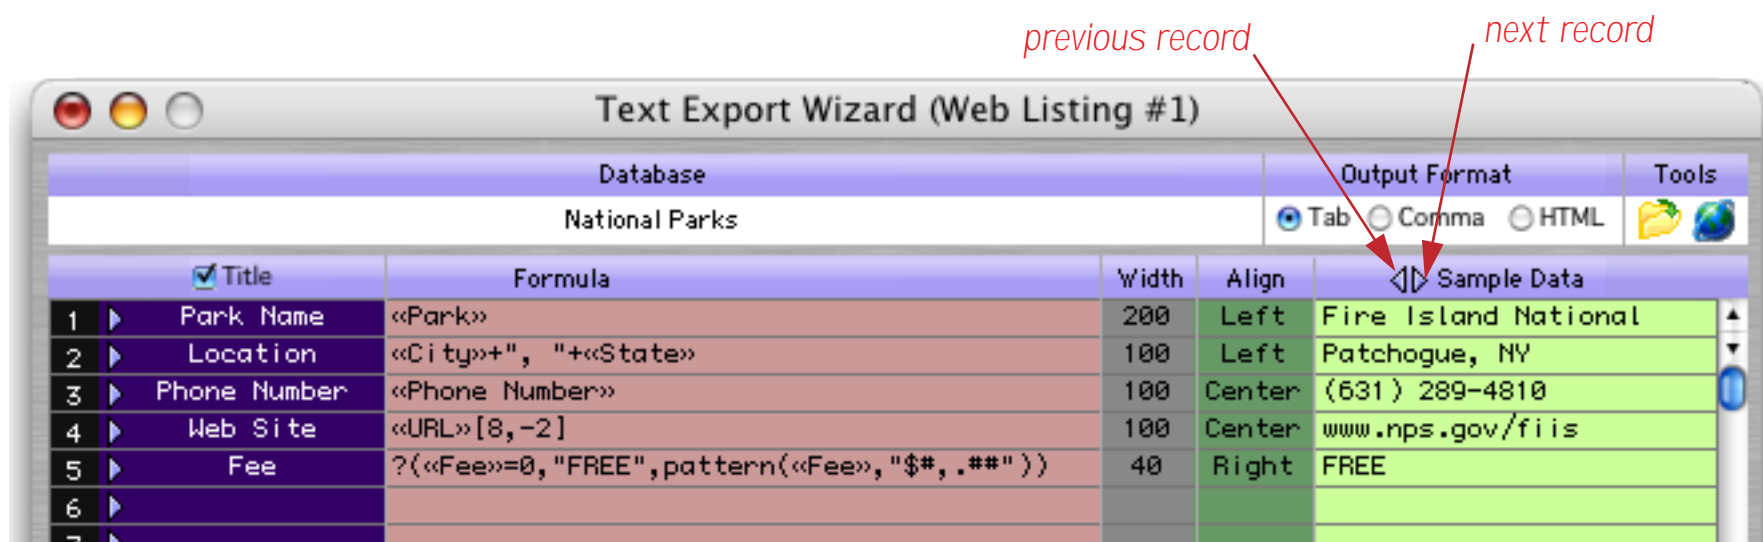 previous record
next record
Text Export Wizard (Web Listing #1)
Database Output Format Tools
National Parks Tab Comma HTML
Title Formula Width Align Sample Data
1 Park Name «Park» 200 Left Fire Island National
2 Location «City»+", "+«State» 100 Left Patchogue, NY
3 Phone Number «Phone Number» 100 Center (631) 289-4810
4 Web Site «URL»[8,-2] 100 Center www.nps.gov/fiis
5 Fee ?(«Fee»=0,"FREE",pattern(«Fee»,"$#,.##")) 40 Right FREE
6